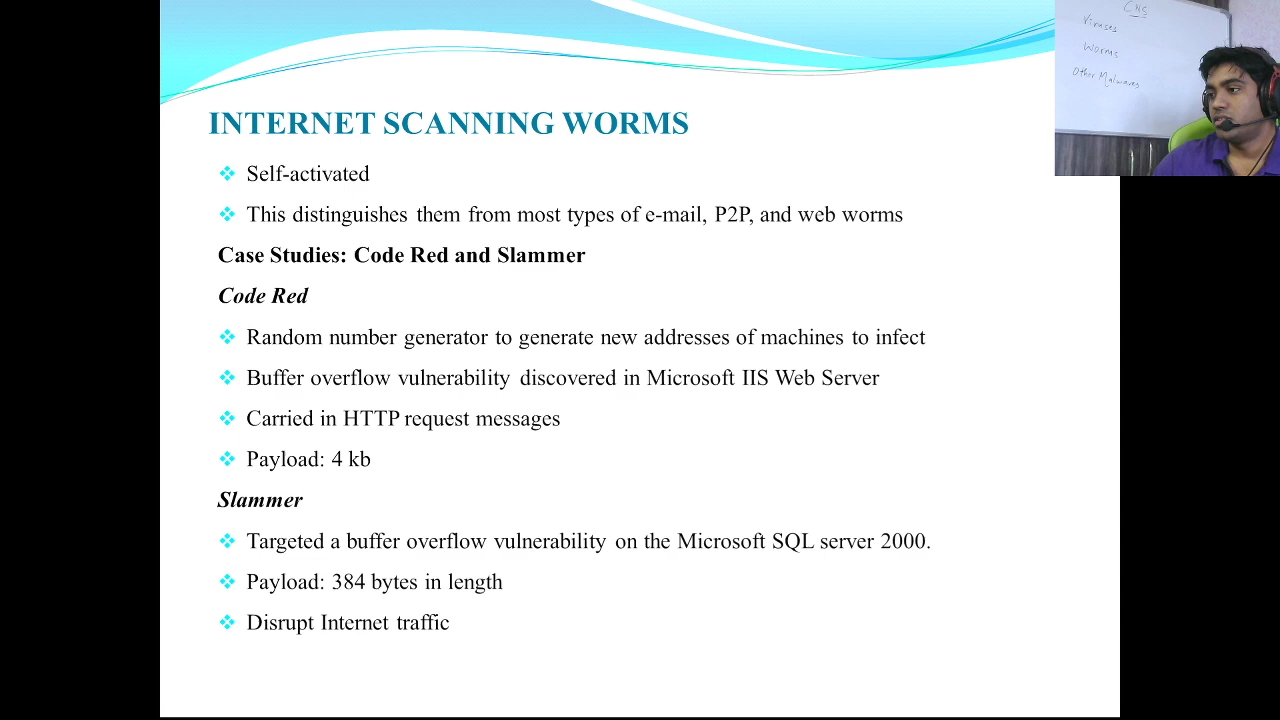 INTERNET SCANNING WORMS
Self-activated
This distinguishes them from most types of e-mail, P2P, and web worms
Case Studies: Code Red and Slammer
Code Red
Random number generator to generate new addresses of machines to infect
Buffer overflow vulnerability discovered in Microsoft IIS Web Server
Carried in HTTP request messages
Payload: 4 kb
Slammer
Targeted a buffer overflow vulnerability on the Microsoft SQL server 2000.
Payload: 384 bytes in length
Disrupt Internet traffic
CNS
Viruses
Worms
Other Malwares